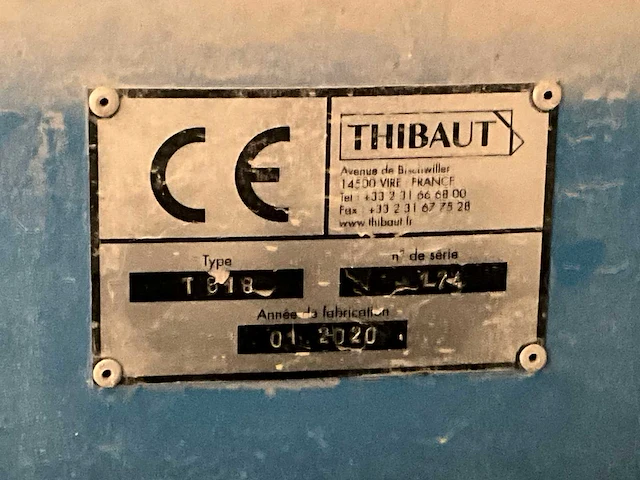 CE
THIBAUT
Avenue de Bischwiller
14500 VIRE - FRANCE
Tel : +33 2 31 66 68 00
Fax : +33 2 31 67 75 28
www.thibaut.fr
Type
n° de série
T 818
Année de fabrication
01 2020